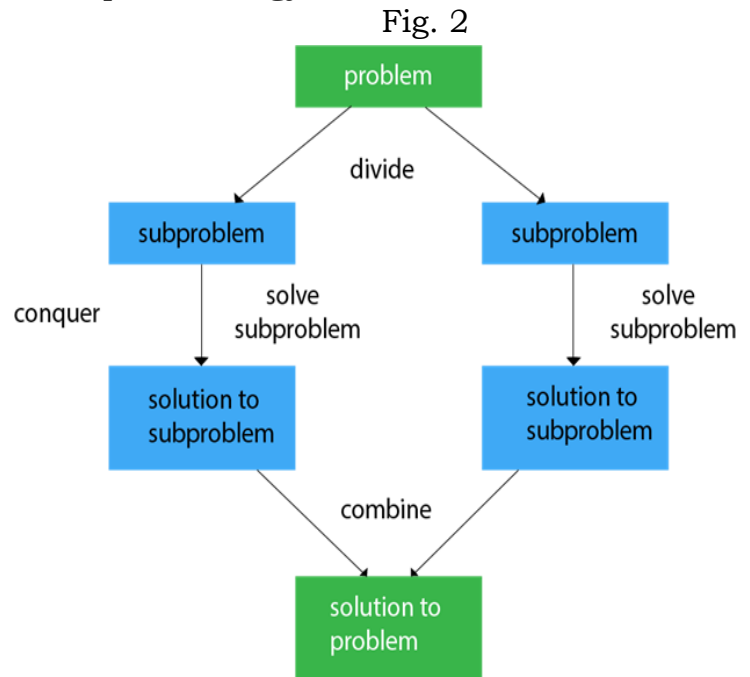 Fig. 2
problem
divide
subproblem
subproblem
conquer
solve
subproblem
solve
subproblem
solution to
subproblem
solution to
subproblem
combine
solution to
problem